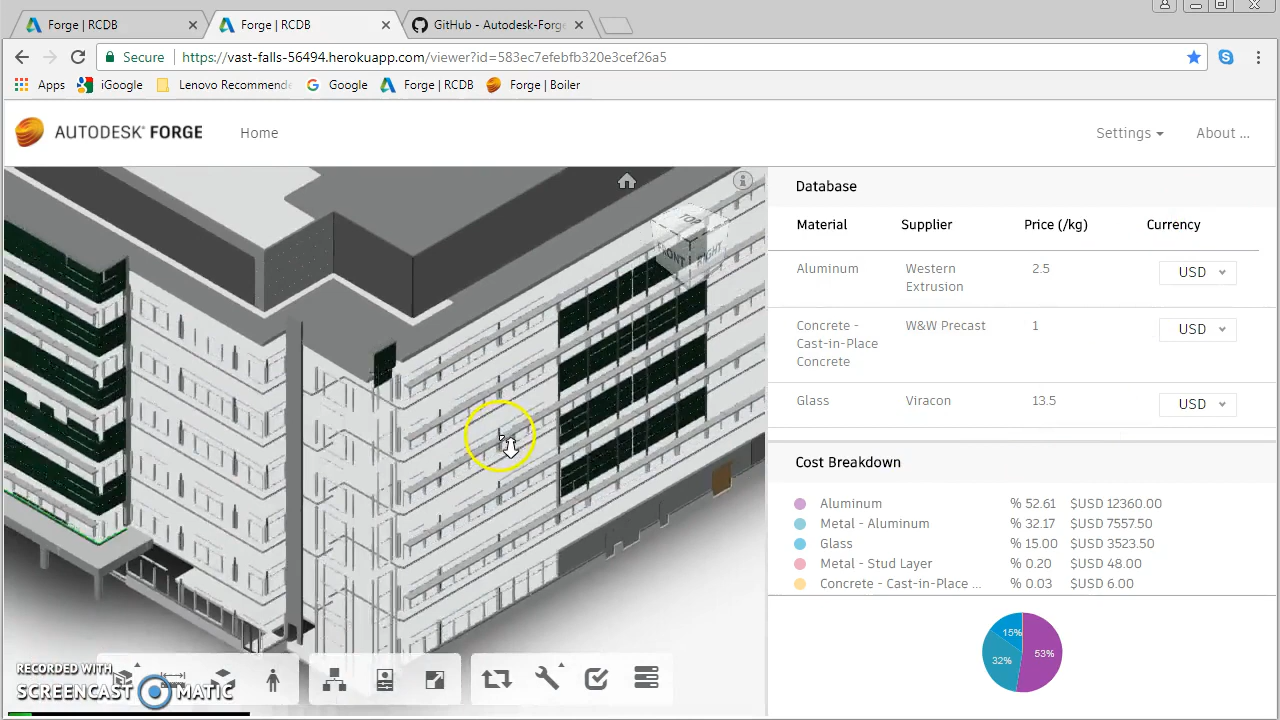 Forge | RCDB
Forge | RCDB
GitHub - Autodesk-Forge
Secure
https://vast-falls-56494.herokuapp.com/viewer?id=583ec7efebfb320e3cef26a5
Apps
iGoogle
Lenovo Recommend
Google
Forge | RCDB
Forge | Boiler
AUTODESK® FORGE
Home
Settings
About ...
TOP
FRONT
RIGHT
Database
Material Supplier Price (/kg) Currency
Aluminum Western Extrusion 2.5 USD
Concrete - Cast-in-Place Concrete W&W Precast 1 USD
Glass Viracon 13.5 USD
Cost Breakdown
Aluminum % 52.61 $USD 12360.00
Metal - Aluminum % 32.17 $USD 7557.50
Glass % 15.00 $USD 3523.50
Metal - Stud Layer % 0.20 $USD 48.00
Concrete - Cast-in-Place ... % 0.03 $USD 6.00
15%
32%
53%
RECORDED WITH
SCREENCAST MATIC